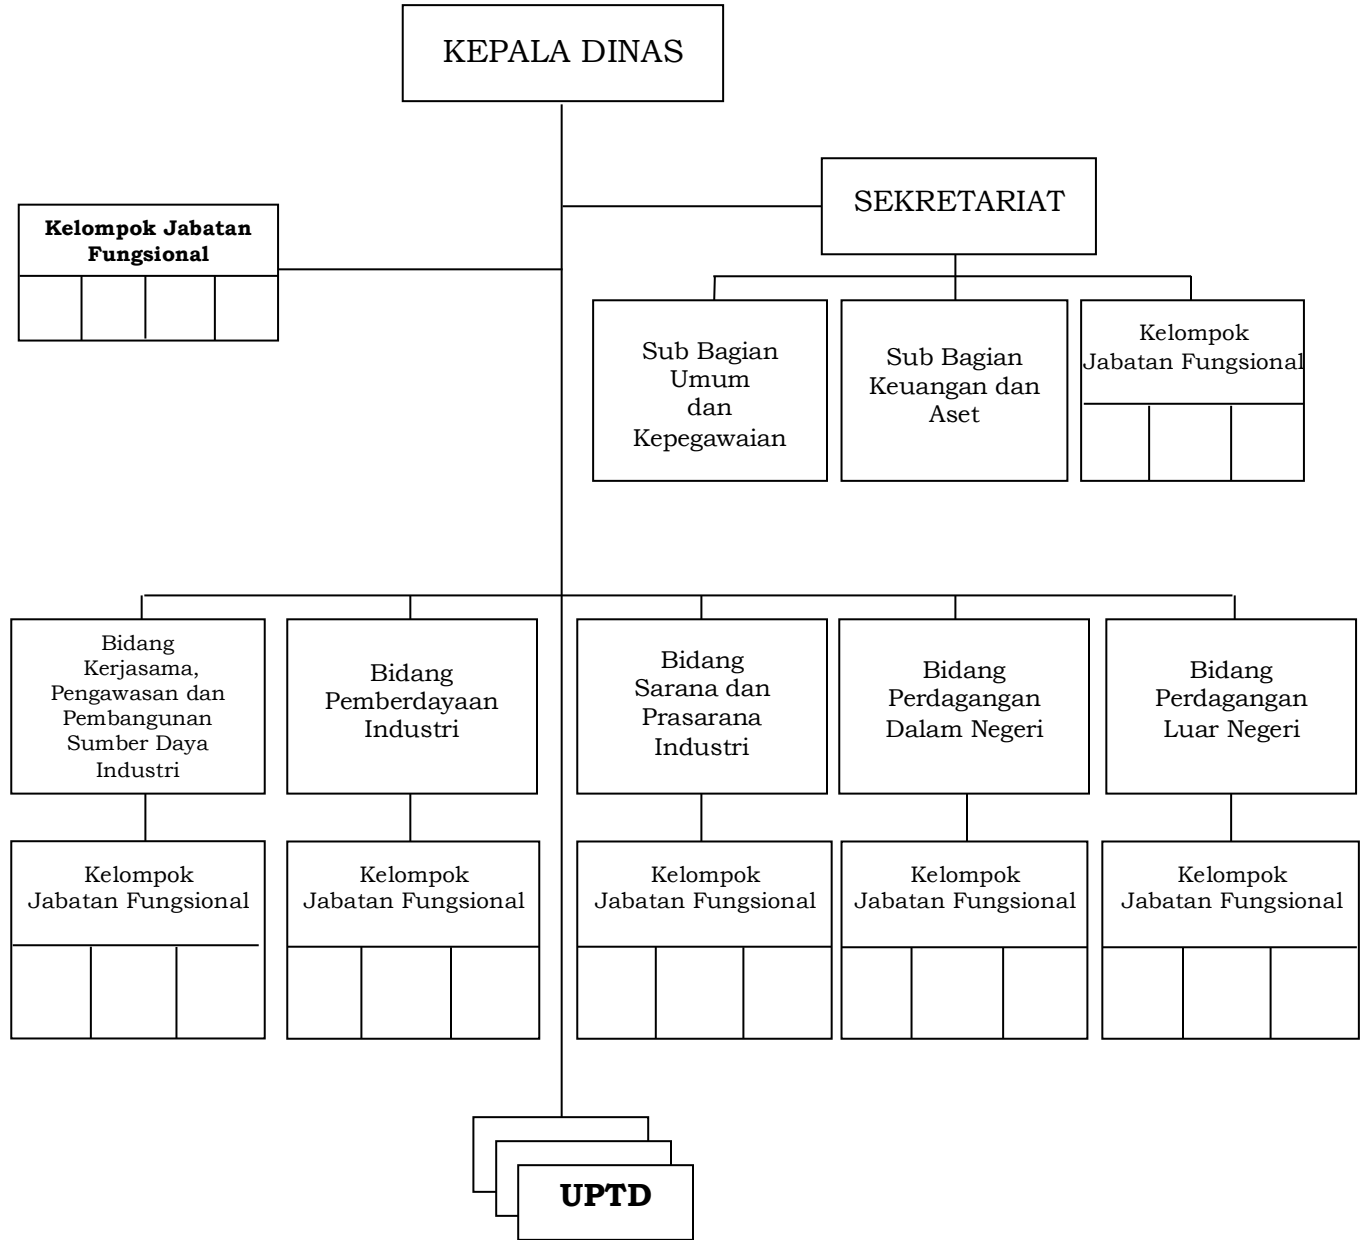 KEPALA DINAS
SEKRETARIAT
Kelompok Jabatan
Fungsional
Sub Bagian
Umum
dan
Kepegawaian
Sub Bagian
Keuangan dan
Aset
Kelompok
Jabatan Fungsional
Bidang
Kerjasama,
Pengawasan dan
Pembangunan
Sumber Daya
Industri
Bidang
Pemberdayaan
Industri
Bidang
Sarana dan
Prasarana
Industri
Bidang
Perdagangan
Dalam Negeri
Bidang
Perdagangan
Luar Negeri
Kelompok
Jabatan Fungsional
Kelompok
Jabatan Fungsional
Kelompok
Jabatan Fungsional
Kelompok
Jabatan Fungsional
Kelompok
Jabatan Fungsional
UPTD